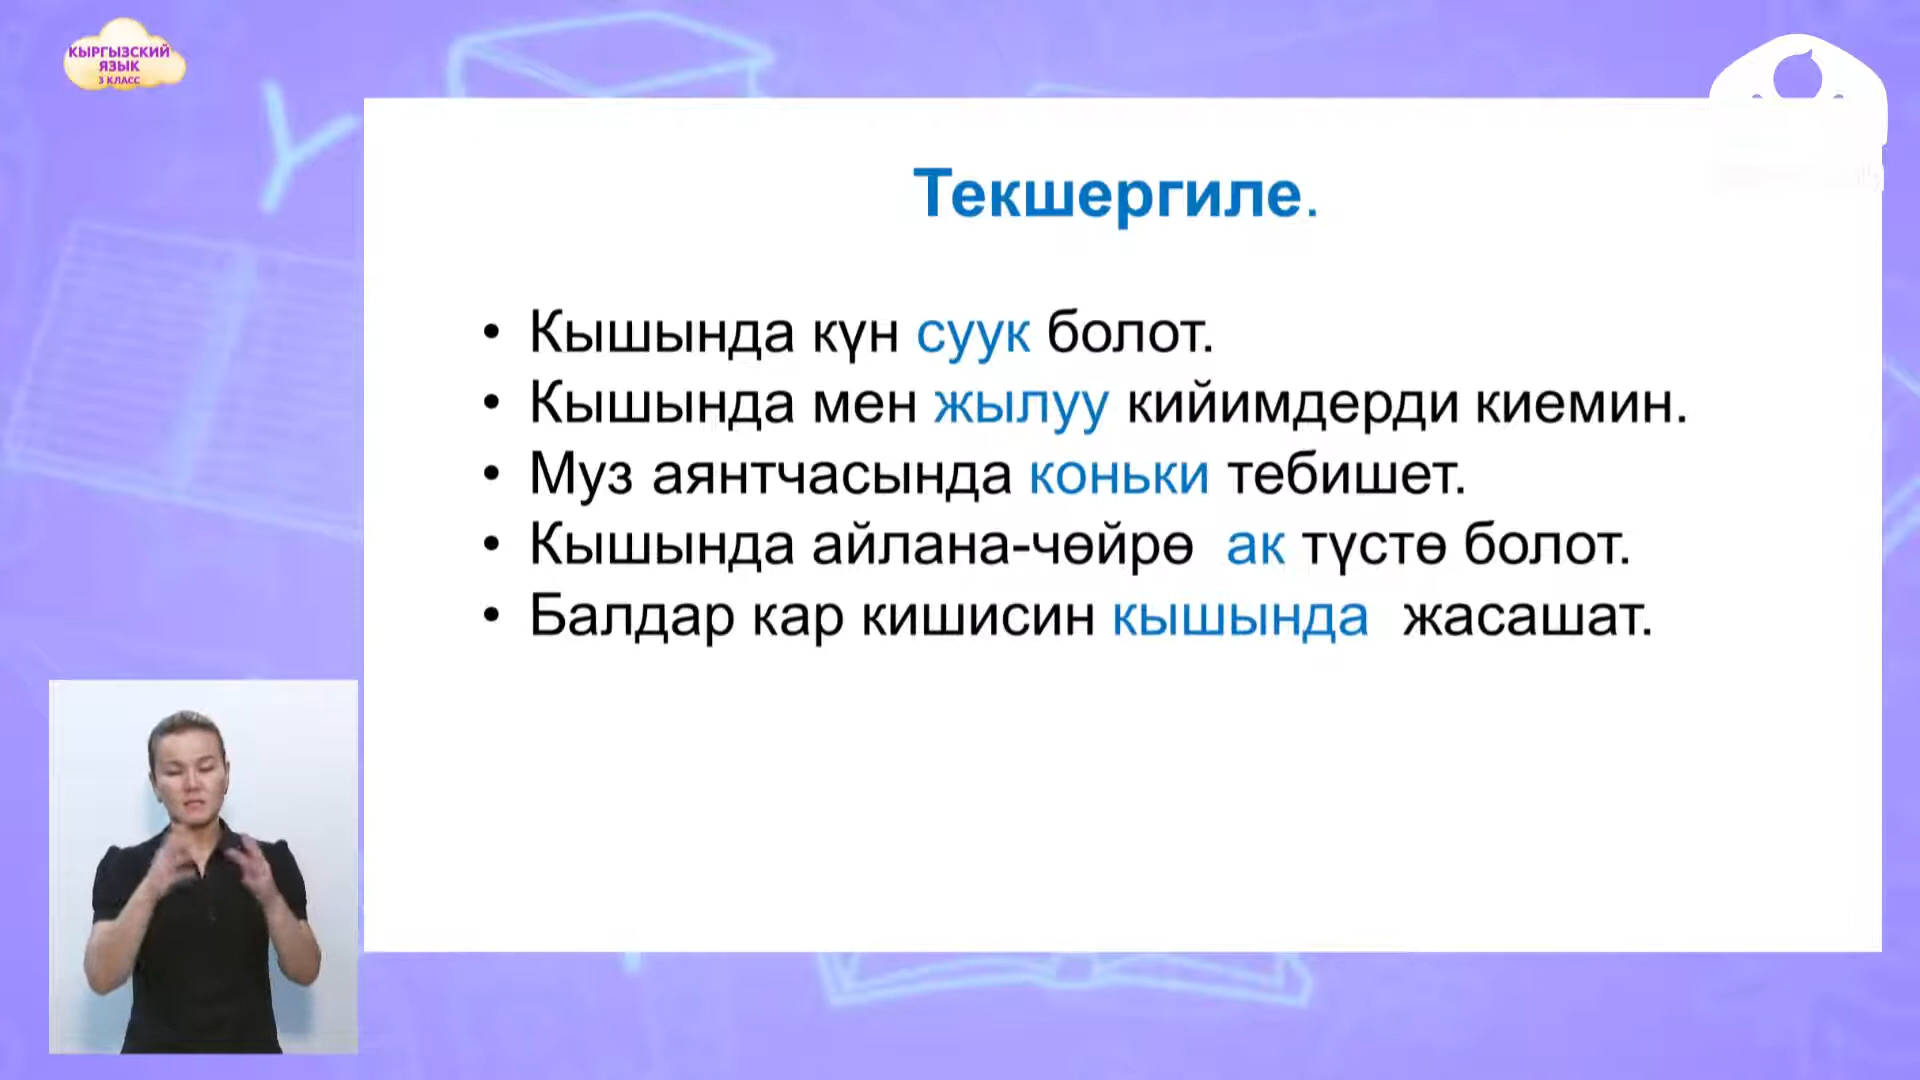 КЫРГЫЗСКИЙ
ЯЗЫК
3 КЛАСС
Текшергиле.
• Кышында күн суук болот.
• Кышында мен жылуу кийимдерди киемин.
• Муз аянтчасында коньки тебишет.
• Кышында айлана-чөйрө ак түстө болот.
• Балдар кар кишисин кышында жасашат.